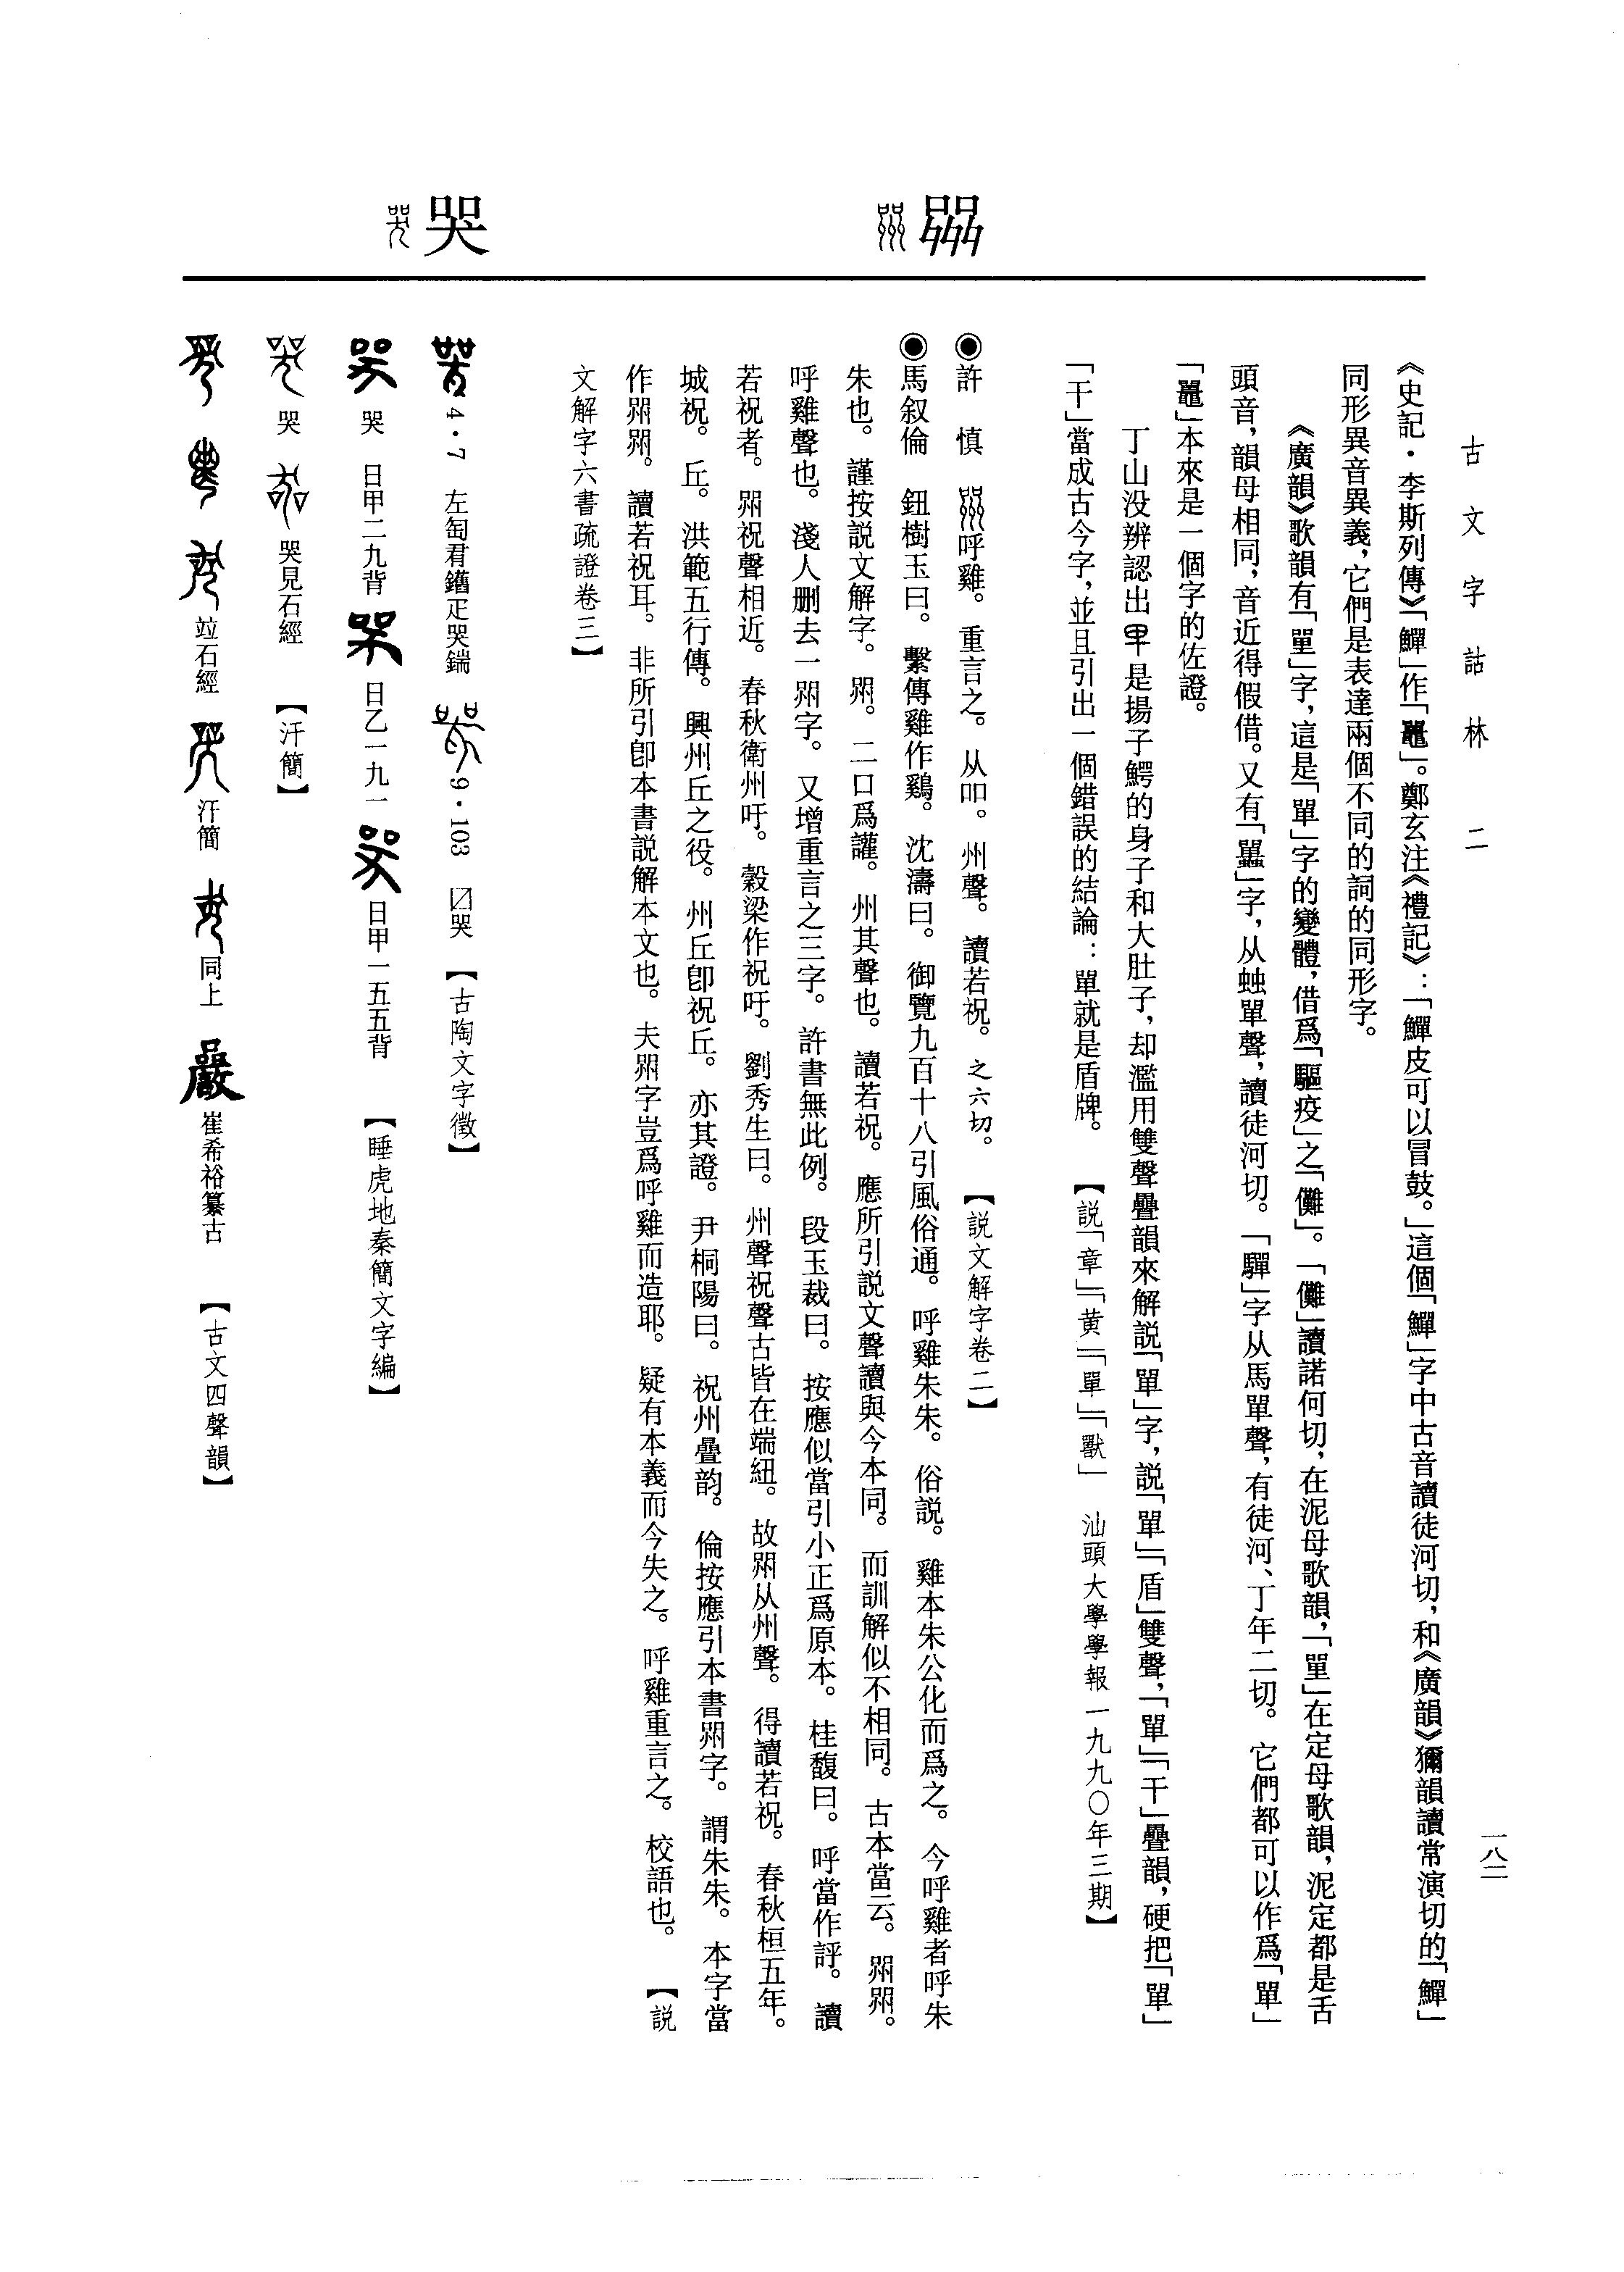 古文字詁林　二
一八二
《史記·李斯列傳》「鱓」作「鼉」。鄭玄注《禮記》：「鱓皮可以冒鼓。」這個「鱓」字中古音讀徒河切，和《廣韻》獮韻讀常演切的「鱓」
同形異音異義，它們是表達兩個不同的詞的同形字。
《廣韻》歌韻有「單」字，這是「單」字的變體，借爲「驅疫」之「儺」。「儺」讀諾何切，在泥母歌韻，「單」在定母歌韻，泥定都是舌
頭音，韻母相同，音近得假借。又有「蟲」字，从䖵單聲，讀徒河切。「驒」字从馬單聲，有徒河、丁年二切。它們都可以作爲「單」
「鼉」本來是一個字的佐證。
丁山没辨認出是揚子鰐的身子和大肚子，却濫用雙聲疊韻來解説「單」字，説「單」「盾」雙聲，「單」「干」疊韻，硬把「單」
「干」當成古今字，並且引出一個錯誤的結論：單就是盾牌。【説「章」「黄」「單」「獸」　汕頭大學學報一九九〇年三期】
㗱
◉許　慎　呼雞。重言之。从吅。州聲。讀若祝。之六切。【説文解字卷二】
◉馬叙倫　鈕樹玉曰。繫傳雞作鷄。沈濤曰。御覽九百十八引風俗通。呼雞朱朱。俗説。雞本朱公化而爲之。今呼雞者呼朱
朱也。謹按説文解字。㗱。二口爲讙。州其聲也。讀若祝。應所引説文聲讀與今本同。而訓解似不相同。古本當云。㗱㗱。
呼雞聲也。淺人删去一㗱字。又增重言之三字。許書無此例。段玉裁曰。按應似當引小正爲原本。桂馥曰。呼當作評。讀
若祝者。㗱祝聲相近。春秋衛州吁。穀梁作祝吁。劉秀生曰。州聲祝聲古皆在端紐。故㗱从州聲。得讀若祝。春秋桓五年。
城祝。丘。洪範五行傳。興州丘之役。州丘卽祝丘。亦其證。尹桐陽曰。祝州疊韵。倫按應引本書㗱字。謂朱朱。本字當
作㗱㗱。讀若祝耳。非所引卽本書説解本文也。夫㗱字豈爲呼雞而造耶。疑有本義而今失之。呼雞重言之。校語也。【説
文解字六書疏證卷三】
哭
4·7　左匋君鐕疋哭鍴　9·103　〼哭　【古陶文字徵】
哭　日甲二九背　日乙一九一　日甲一五五背　【睡虎地秦簡文字編】
哭　哭見石經　【汗簡】
竝石經　汗簡　同上　崔希裕纂古　【古文四聲韻】